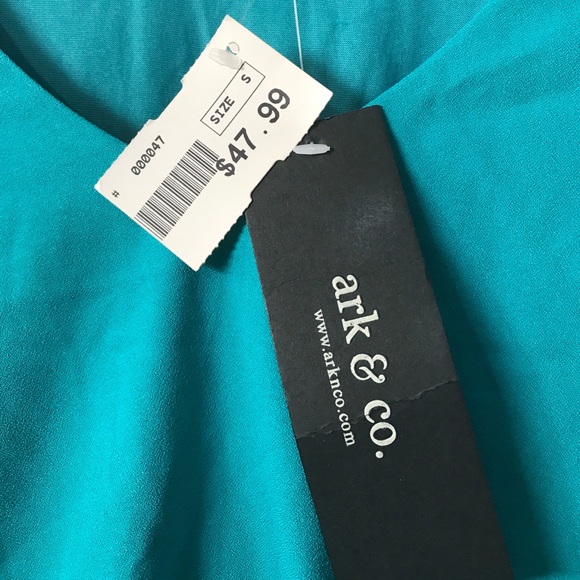 # 000047
SIZE S
$47.99
ark & co.
www.arknco.com